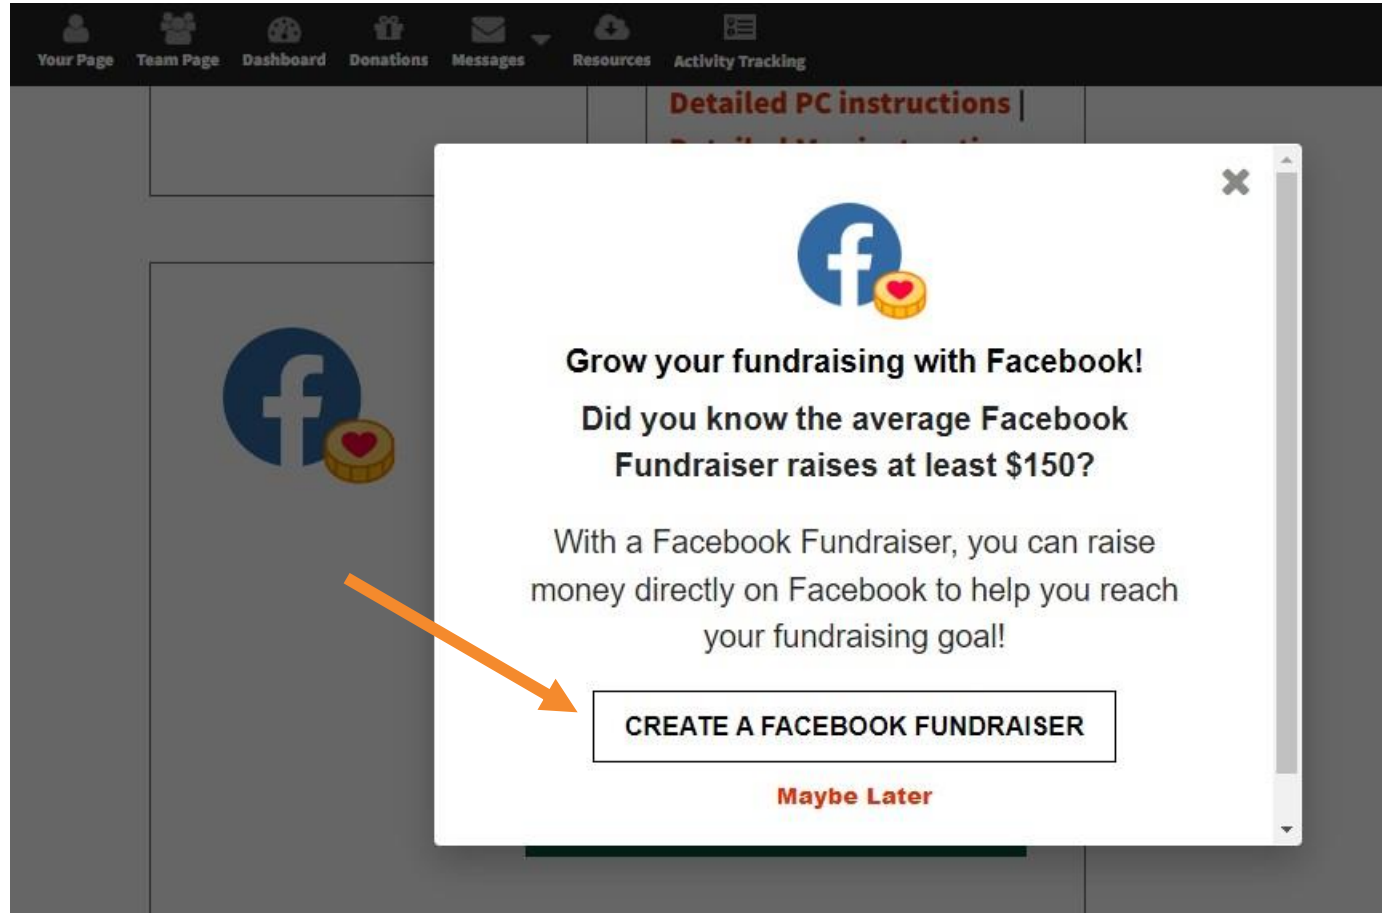 Your Page Team Page Dashboard Donations Messages Resources Activity Tracking
Detailed PC instructions |
Grow your fundraising with Facebook!
Did you know the average Facebook
Fundraiser raises at least $150?
With a Facebook Fundraiser, you can raise
money directly on Facebook to help you reach
your fundraising goal!
CREATE A FACEBOOK FUNDRAISER
Maybe Later